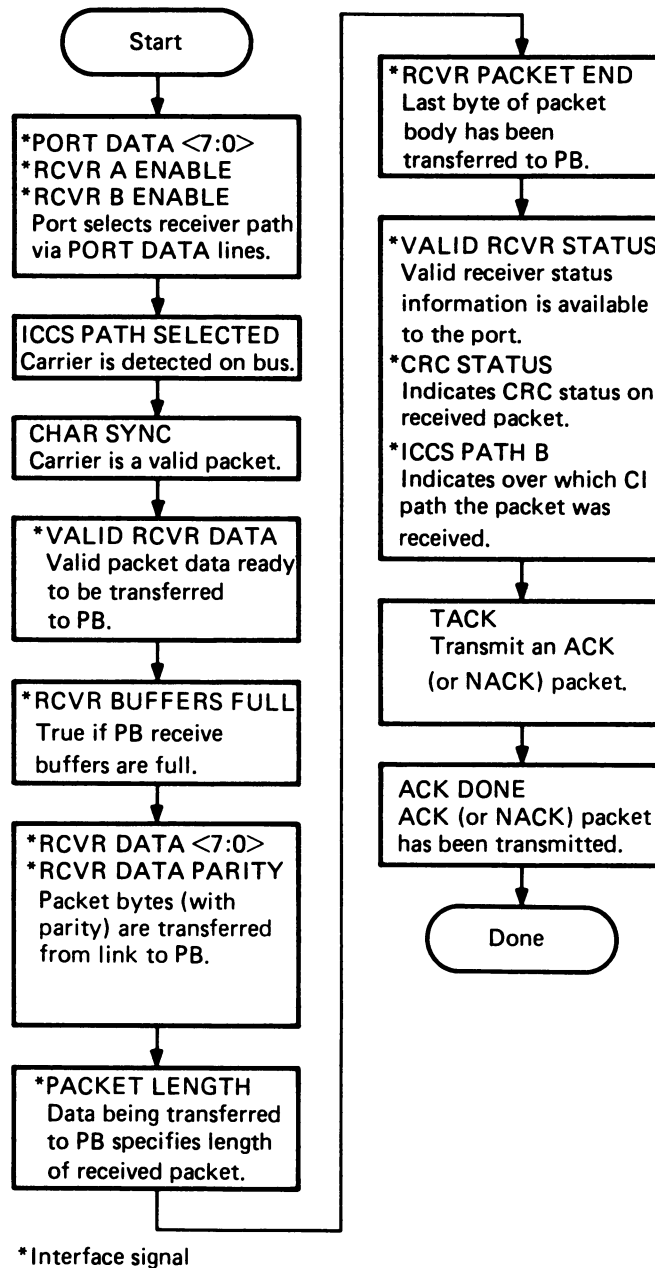 Start
*PORT DATA <7:0>
*RCVR A ENABLE
*RCVR B ENABLE
Port selects receiver path
via PORT DATA lines.
ICCS PATH SELECTED
Carrier is detected on bus.
CHAR SYNC
Carrier is a valid packet.
*VALID RCVR DATA
Valid packet data ready
to be transferred
to PB.
*RCVR BUFFERS FULL
True if PB receive
buffers are full.
*RCVR DATA <7:0>
*RCVR DATA PARITY
Packet bytes (with
parity) are transferred
from link to PB.
*PACKET LENGTH
Data being transferred
to PB specifies length
of received packet.
*RCVR PACKET END
Last byte of packet
body has been
transferred to PB.
*VALID RCVR STATUS
Valid receiver status
information is available
to the port.
*CRC STATUS
Indicates CRC status on
received packet.
*ICCS PATH B
Indicates over which CI
path the packet was
received.
TACK
Transmit an ACK
(or NACK) packet.
ACK DONE
ACK (or NACK) packet
has been transmitted.
Done
*Interface signal